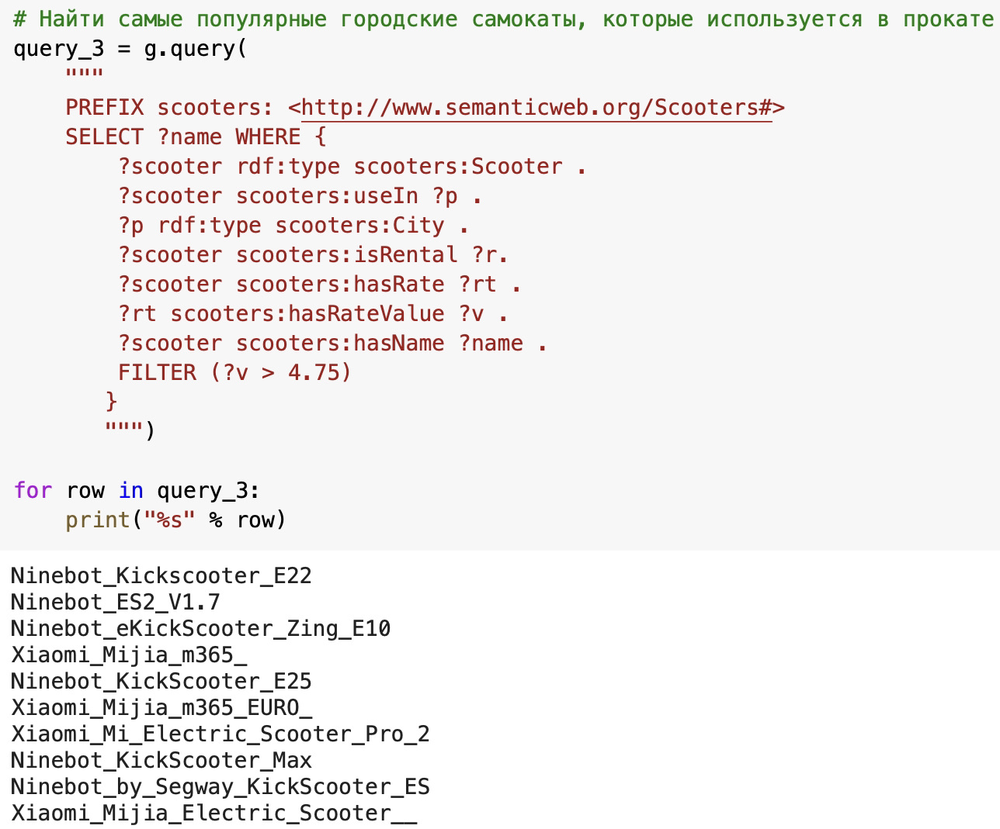 # Найти самые популярные городские самокаты, которые используется в прокате
query_3 = g.query(
    """
    PREFIX scooters: <http://www.semanticweb.org/Scooters#>
    SELECT ?name WHERE {
        ?scooter rdf:type scooters:Scooter .
        ?scooter scooters:useIn ?p .
        ?p rdf:type scooters:City .
        ?scooter scooters:isRental ?r.
        ?scooter scooters:hasRate ?rt .
        ?rt scooters:hasRateValue ?v .
        ?scooter scooters:hasName ?name .
        FILTER (?v > 4.75)
       }
       """)
for row in query_3:
    print("%s" % row)
Ninebot_Kickscooter_E22
Ninebot_ES2_V1.7
Ninebot_eKickScooter_Zing_E10
Xiaomi_Mijia_m365_
Ninebot_KickScooter_E25
Xiaomi_Mijia_m365_EURO_
Xiaomi_Mi_Electric_Scooter_Pro_2
Ninebot_KickScooter_Max
Ninebot_by_Segway_KickScooter_ES
Xiaomi_Mijia_Electric_Scooter__